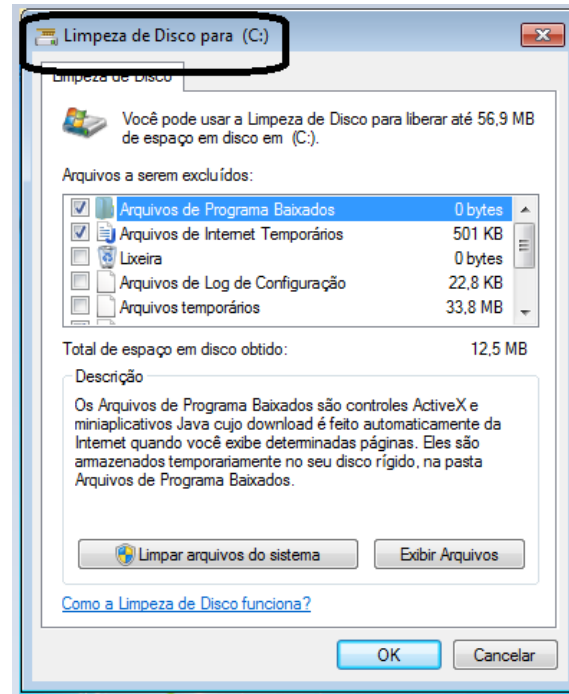 Limpeza de Disco para (C:)
Limpeza de Disco
Você pode usar a Limpeza de Disco para liberar até 56,9 MB
de espaço em disco em (C:).
Arquivos a serem excluídos:
Arquivos de Programa Baixados 0 bytes
Arquivos de Internet Temporários 501 KB
Lixeira 0 bytes
Arquivos de Log de Configuração 22,8 KB
Arquivos temporários 33,8 MB
Total de espaço em disco obtido: 12,5 MB
Descrição
Os Arquivos de Programa Baixados são controles ActiveX e
miniaplicativos Java cujo download é feito automaticamente da
Internet quando você exibe determinadas páginas. Eles são
armazenados temporariamente no seu disco rígido, na pasta
Arquivos de Programa Baixados.
Limpar arquivos do sistema Exibir Arquivos
Como a Limpeza de Disco funciona?
OK Cancelar